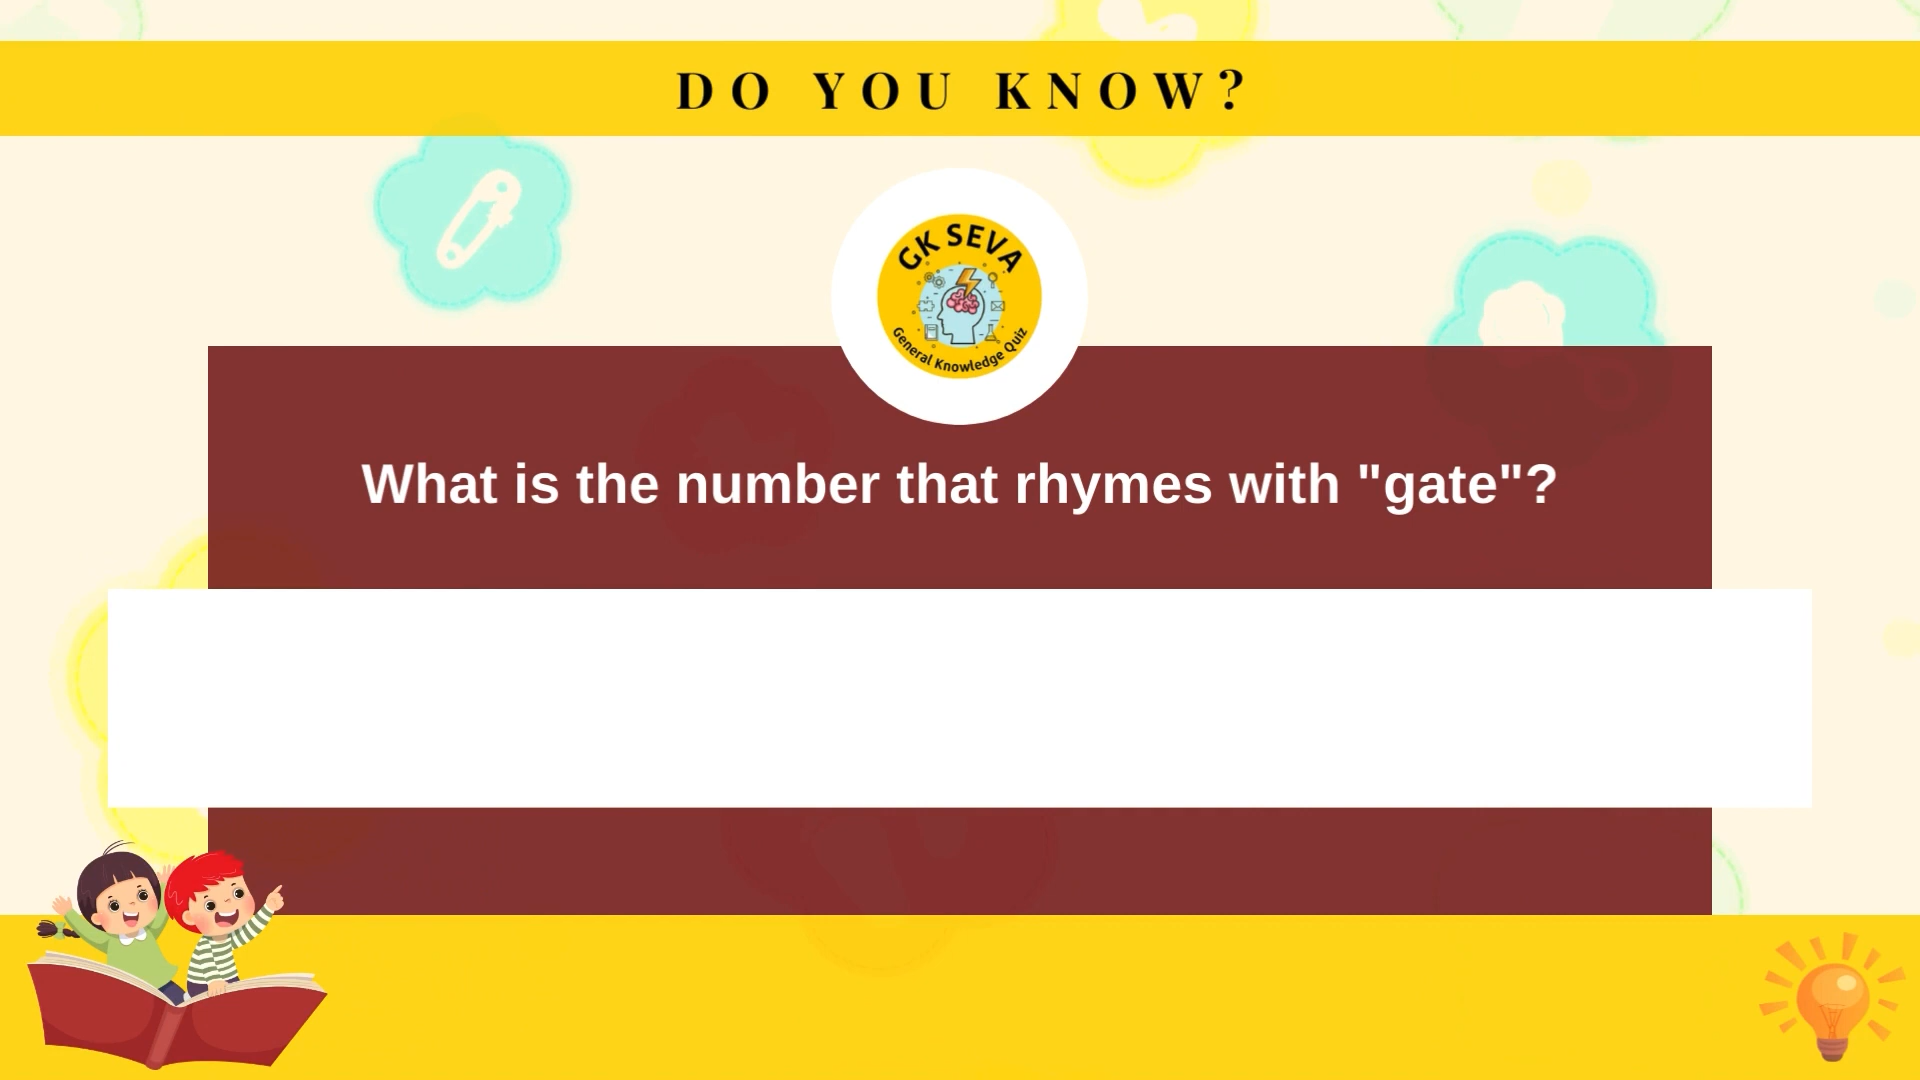 DO YOU KNOW?
GK SEVA
General Knowledge Quiz
What is the number that rhymes with "gate"?